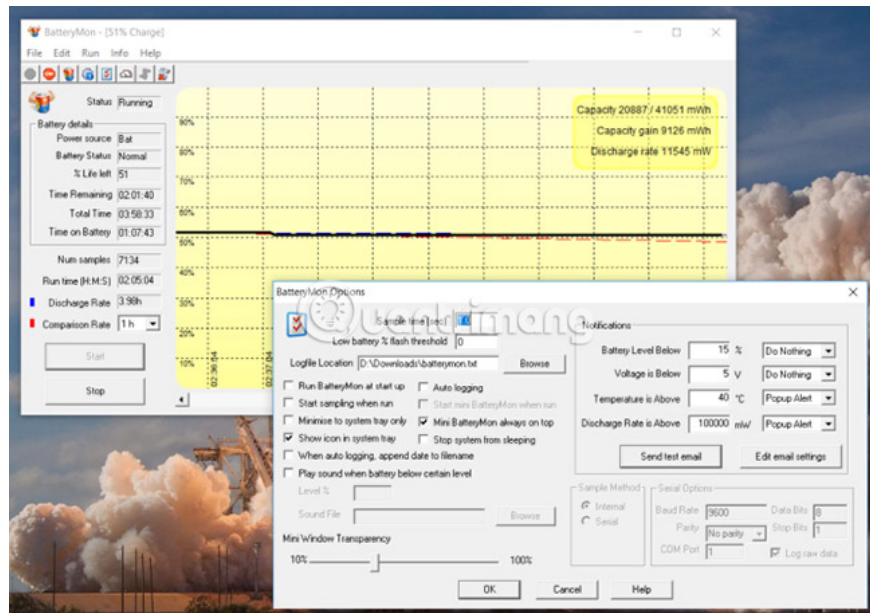 BatteryMon - [51% Charge]
File Edit Run Info Help
Status Running
Battery details
Power source Bat
Battery Status Normal
% Life left 51
Time Remaining 02:01:40
Total Time 03:58:33
Time on Battery 01:07:43
Num samples 7134
Run time (H:M:S) 02:05:04
Discharge Rate 3.98h
Comparison Rate 1 h
Start
Stop
90%
80%
70%
60%
50%
40%
30%
20%
10%
02:36:54
02:37:04
Capacity 20887 / 41051 mWh
Capacity gain 9126 mWh
Discharge rate 11545 mW
BatteryMon Options
Quantrimang
Sample time (sec)
Low battery % flash threshold 0
Logfile Location D:\Downloads\batterymon.txt Browse
Run BatteryMon at start up Auto logging
Start sampling when run Start mini BatteryMon when run
Minimise to system tray only Mini BatteryMon always on top
Show icon in system tray Stop system from sleeping
When auto logging, append date to filename
Play sound when battery below certain level
Level %
Sound File Browse
Mini Window Transparency
10% 100%
Notifications
Battery Level Below 15 % Do Nothing
Voltage is Below 5 V Do Nothing
Temperature is Above 40 °C Popup Alert
Discharge Rate is Above 100000 mW Popup Alert
Send test email Edit email settings
Sample Method
Internal
Serial
Serial Options
Baud Rate 9600 Data Bits 8
Parity No parity Stop Bits 1
COM Port 1 Log raw data
OK Cancel Help